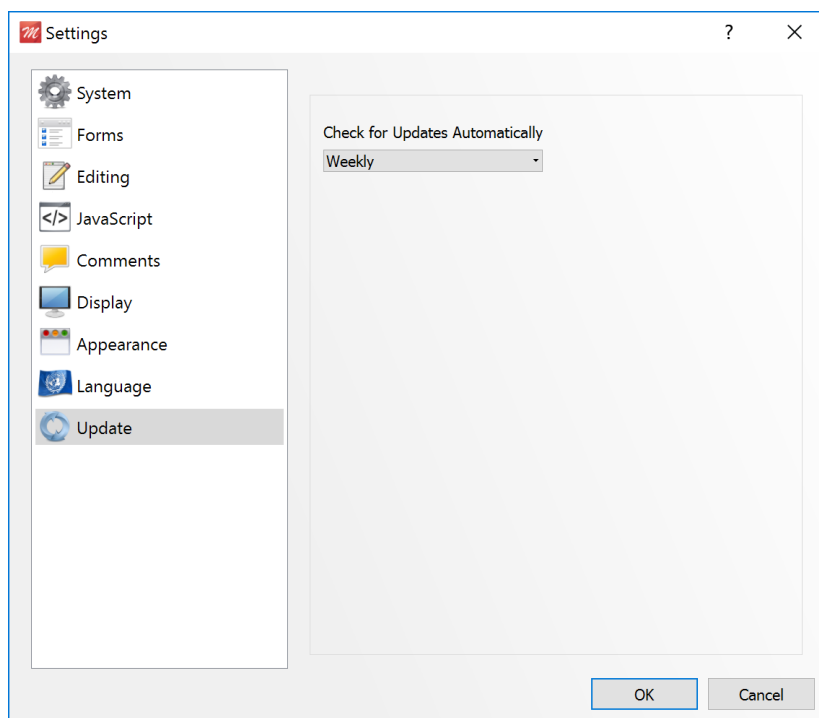 Settings
?
System
Forms
Editing
</> JavaScript
Comments
Display
Appearance
Language
Update
Check for Updates Automatically
Weekly
OK
Cancel